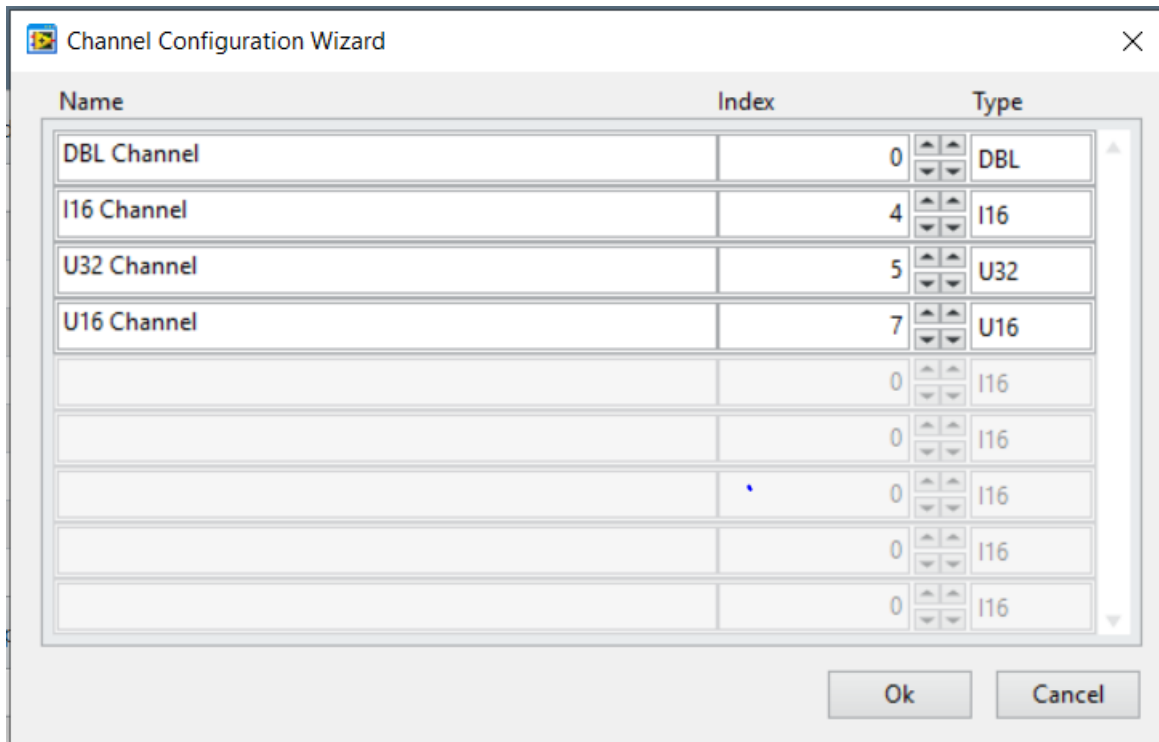 Channel Configuration Wizard
Name Index Type
DBL Channel 0 DBL
I16 Channel 4 I16
U32 Channel 5 U32
U16 Channel 7 U16
0 I16
0 I16
0 I16
0 I16
0 I16
Ok Cancel